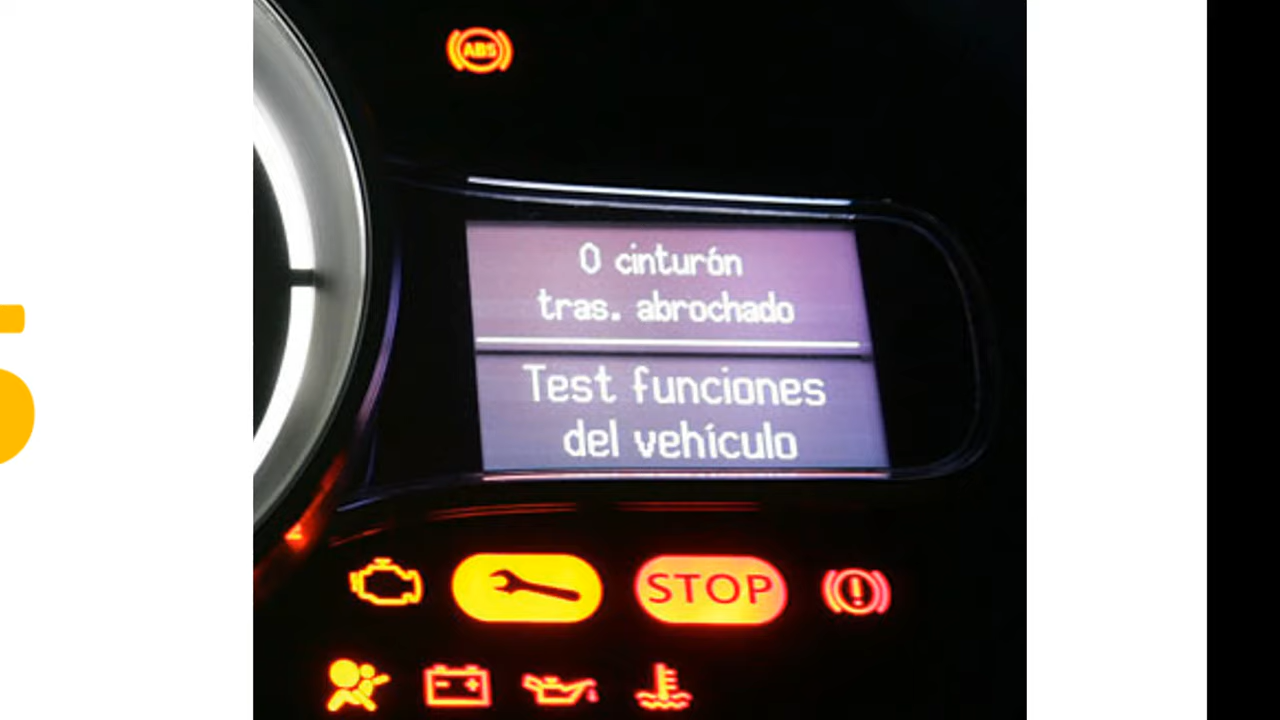 ABS
0 cinturón
tras. abrochado
Test funciones
del vehículo
STOP